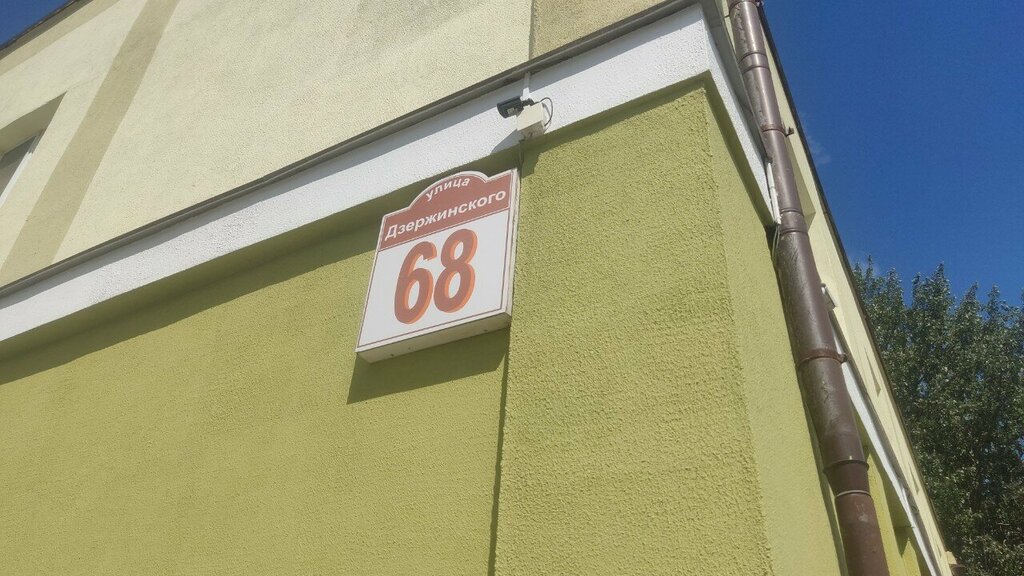 улица
Дзержинского
68